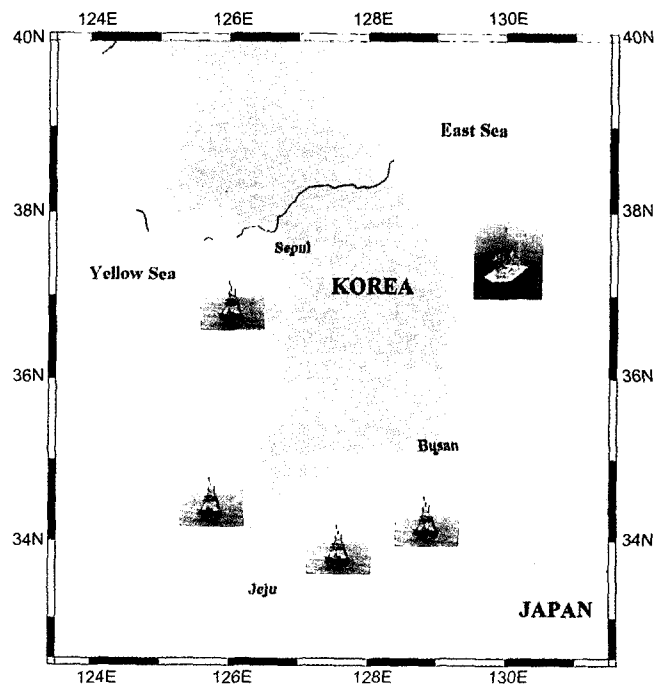 124E 126E 128E 130E
40N 40N
East Sea
38N 38N
Seoul
Yellow Sea
KOREA
36N 36N
Busan
34N 34N
Jeju
JAPAN
124E 126E 128E 130E